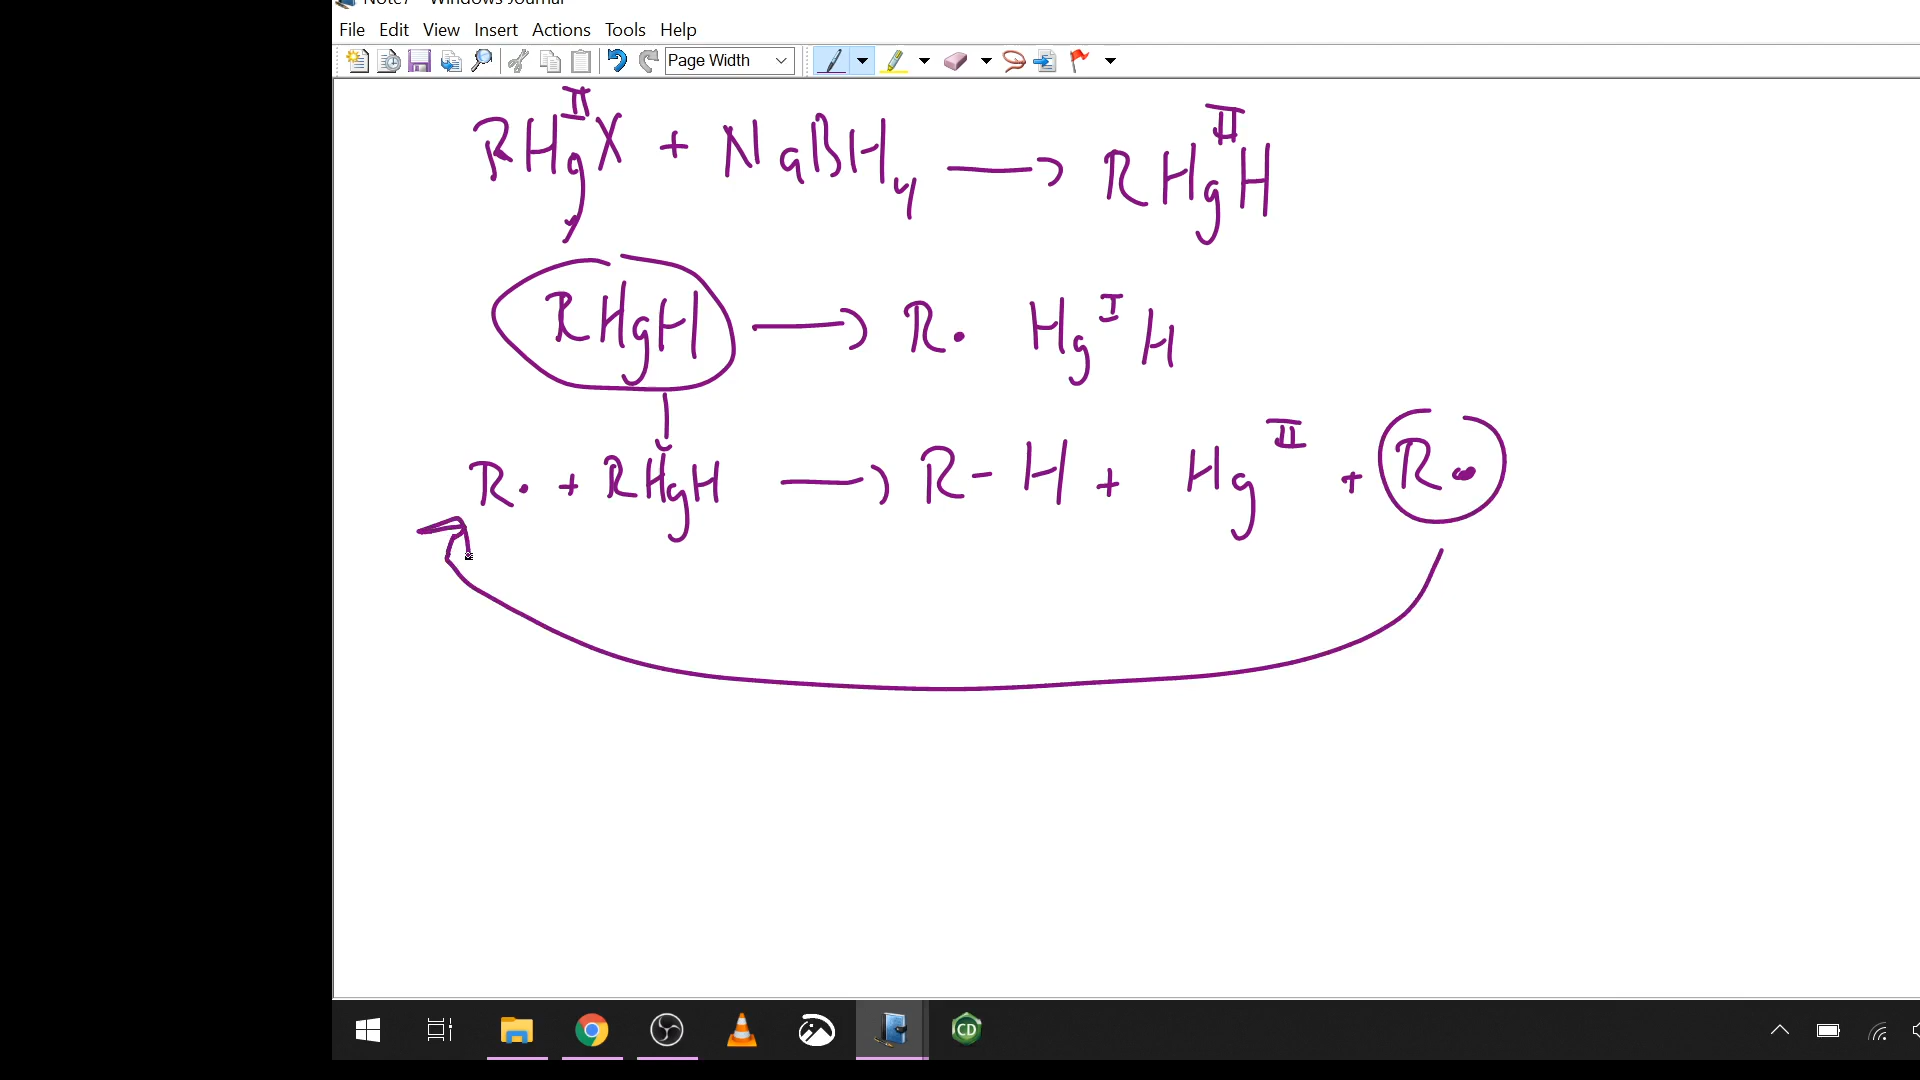 Note7 - Windows Journal
File Edit View Insert Actions Tools Help
Page Width
RHg^II X + NaBH₄ → RHg^II H
RHgH → R• Hg^I H
R• + RHgH → R-H + Hg^II + R•
CD